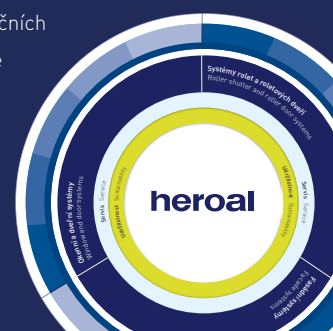 čních
e
Systémy rolet a roletových dveří
Roller shutter and roller door systems
Okenní a dveřní systémy
Window and door systems
Servis Service
Udržitelnost Sustainability
heroal
Udržitelnost Sustainability
Servis Service
Fasádní systémy
Facade systems